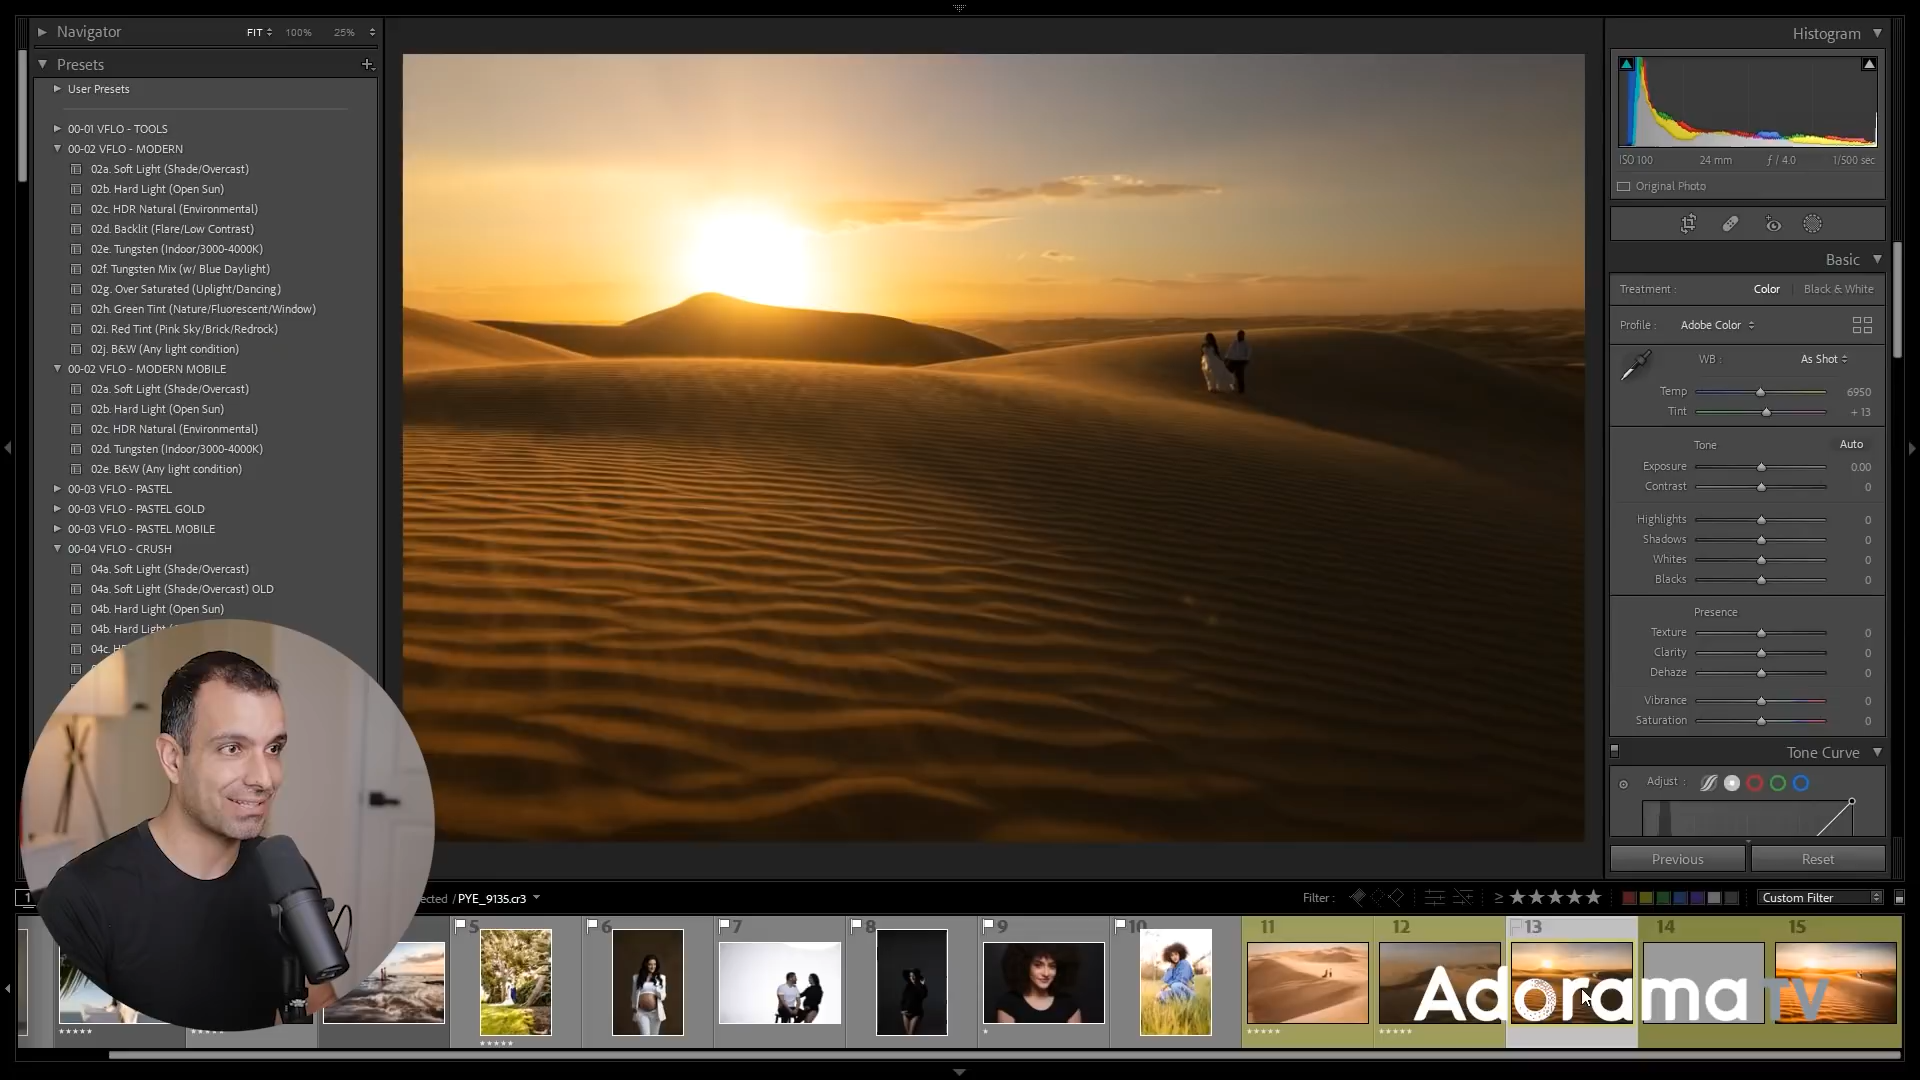 Navigator
FIT 100% 25%
Presets
User Presets
00-01 VFLO - TOOLS
00-02 VFLO - MODERN
02a. Soft Light (Shade/Overcast)
02b. Hard Light (Open Sun)
02c. HDR Natural (Environmental)
02d. Backlit (Flare/Low Contrast)
02e. Tungsten (Indoor/3000-4000K)
02f. Tungsten Mix (w/ Blue Daylight)
02g. Over Saturated (Uplight/Dancing)
02h. Green Tint (Nature/Fluorescent/Window)
02i. Red Tint (Pink Sky/Brick/Redrock)
02j. B&W (Any light condition)
00-02 VFLO - MODERN MOBILE
02a. Soft Light (Shade/Overcast)
02b. Hard Light (Open Sun)
02c. HDR Natural (Environmental)
02d. Tungsten (Indoor/3000-4000K)
02e. B&W (Any light condition)
00-03 VFLO - PASTEL
00-03 VFLO - PASTEL GOLD
00-03 VFLO - PASTEL MOBILE
00-04 VFLO - CRUSH
04a. Soft Light (Shade/Overcast)
04a. Soft Light (Shade/Overcast) OLD
04b. Hard Light (Open Sun)
04b. Hard Light
04c.
Histogram
ISO 100 24 mm ƒ / 4.0 1/500 sec
Original Photo
Basic
Treatment : Color Black & White
Profile : Adobe Color
WB : As Shot
Temp 6950
Tint + 13
Tone Auto
Exposure 0.00
Contrast 0
Highlights 0
Shadows 0
Whites 0
Blacks 0
Presence
Texture 0
Clarity 0
Dehaze 0
Vibrance 0
Saturation 0
Tone Curve
Adjust :
Previous Reset
/ PYE_9135.cr3
Filter : ≥ ★★★★★ Custom Filter
5 6 7 8 9 10 11 12 13 14 15
Adorama TV